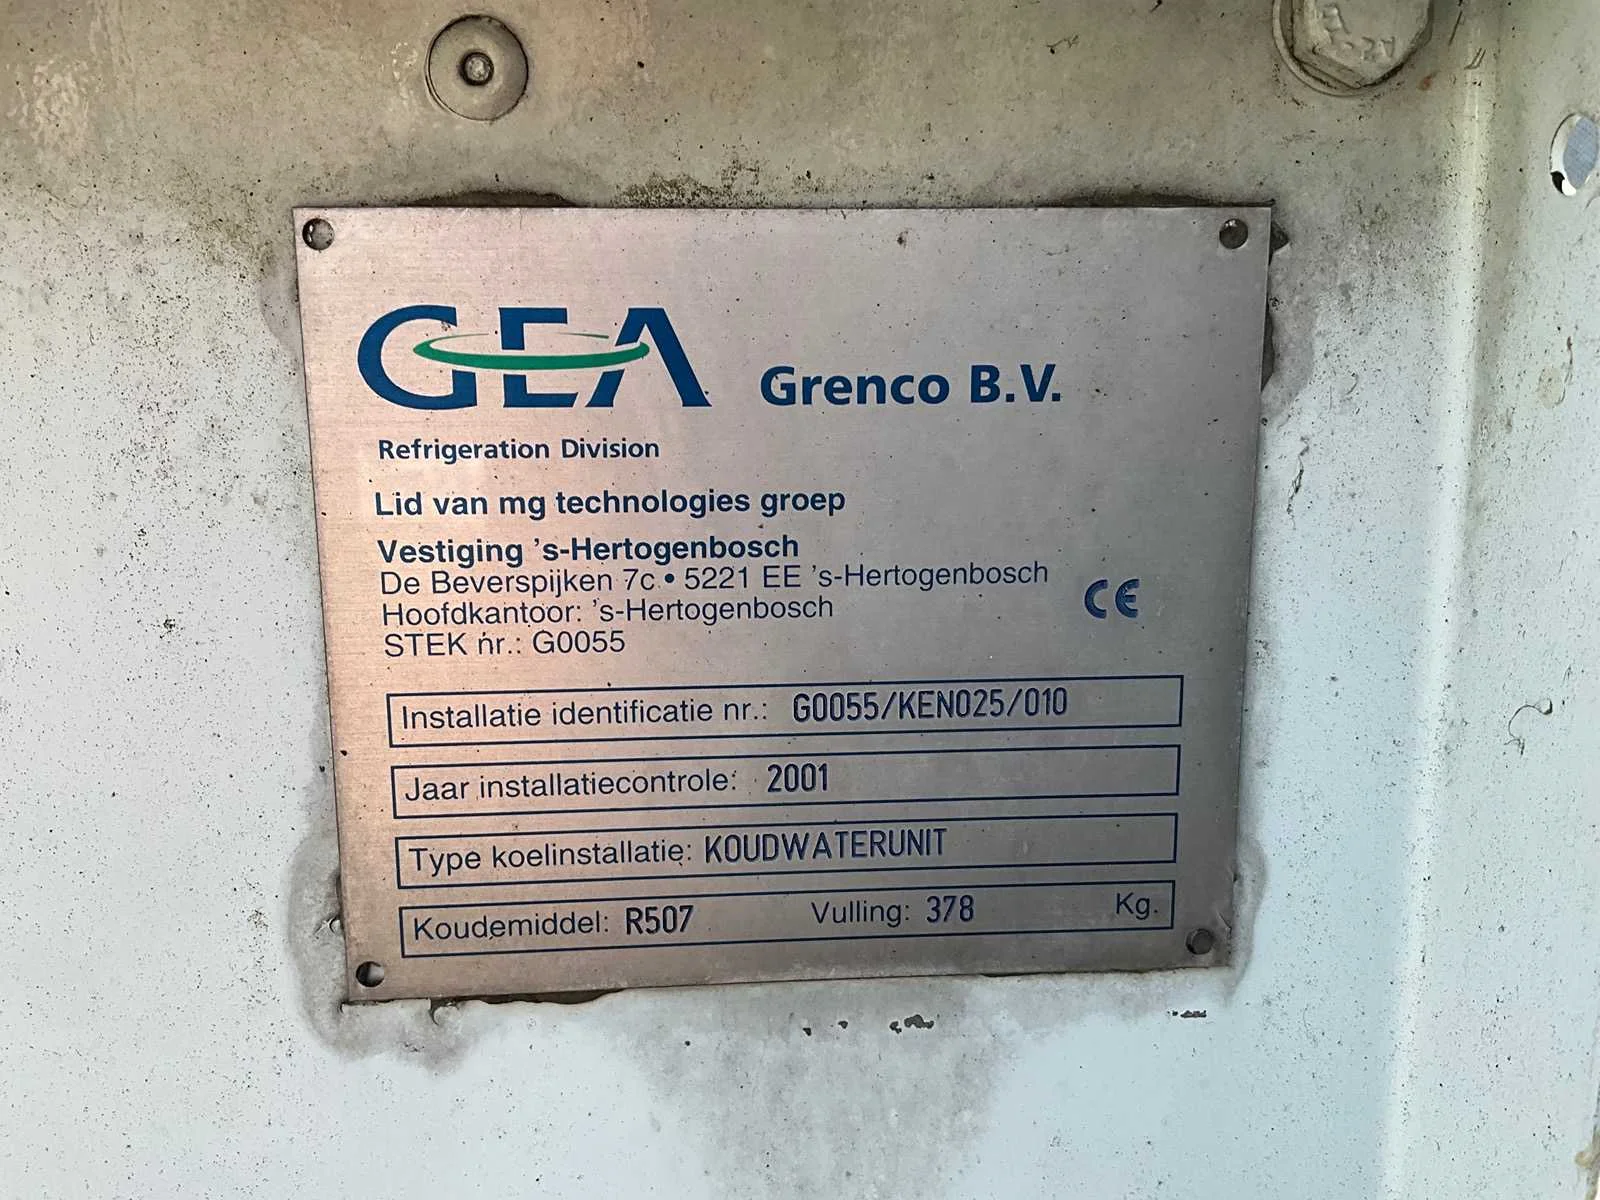 GEA Grenco B.V.
Refrigeration Division
Lid van mg technologies groep
Vestiging 's-Hertogenbosch
De Beverspijken 7c • 5221 EE 's-Hertogenbosch
Hoofdkantoor: 's-Hertogenbosch
STEK nr.: G0055
CE
Installatie identificatie nr.: G0055/KEN025/010
Jaar installatiecontrole: 2001
Type koelinstallatie: KOUDWATERUNIT
Koudemiddel: R507 Vulling: 378 Kg.